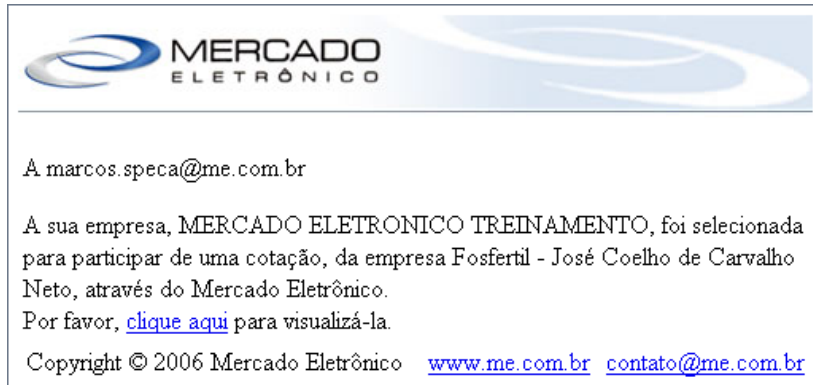 MERCADO
ELETRÔNICO
A marcos.speca@me.com.br
A sua empresa, MERCADO ELETRONICO TREINAMENTO, foi selecionada
para participar de uma cotação, da empresa Fosfertil - José Coelho de Carvalho
Neto, através do Mercado Eletrônico.
Por favor, clique aqui para visualizá-la.
Copyright © 2006 Mercado Eletrônico www.me.com.br contato@me.com.br